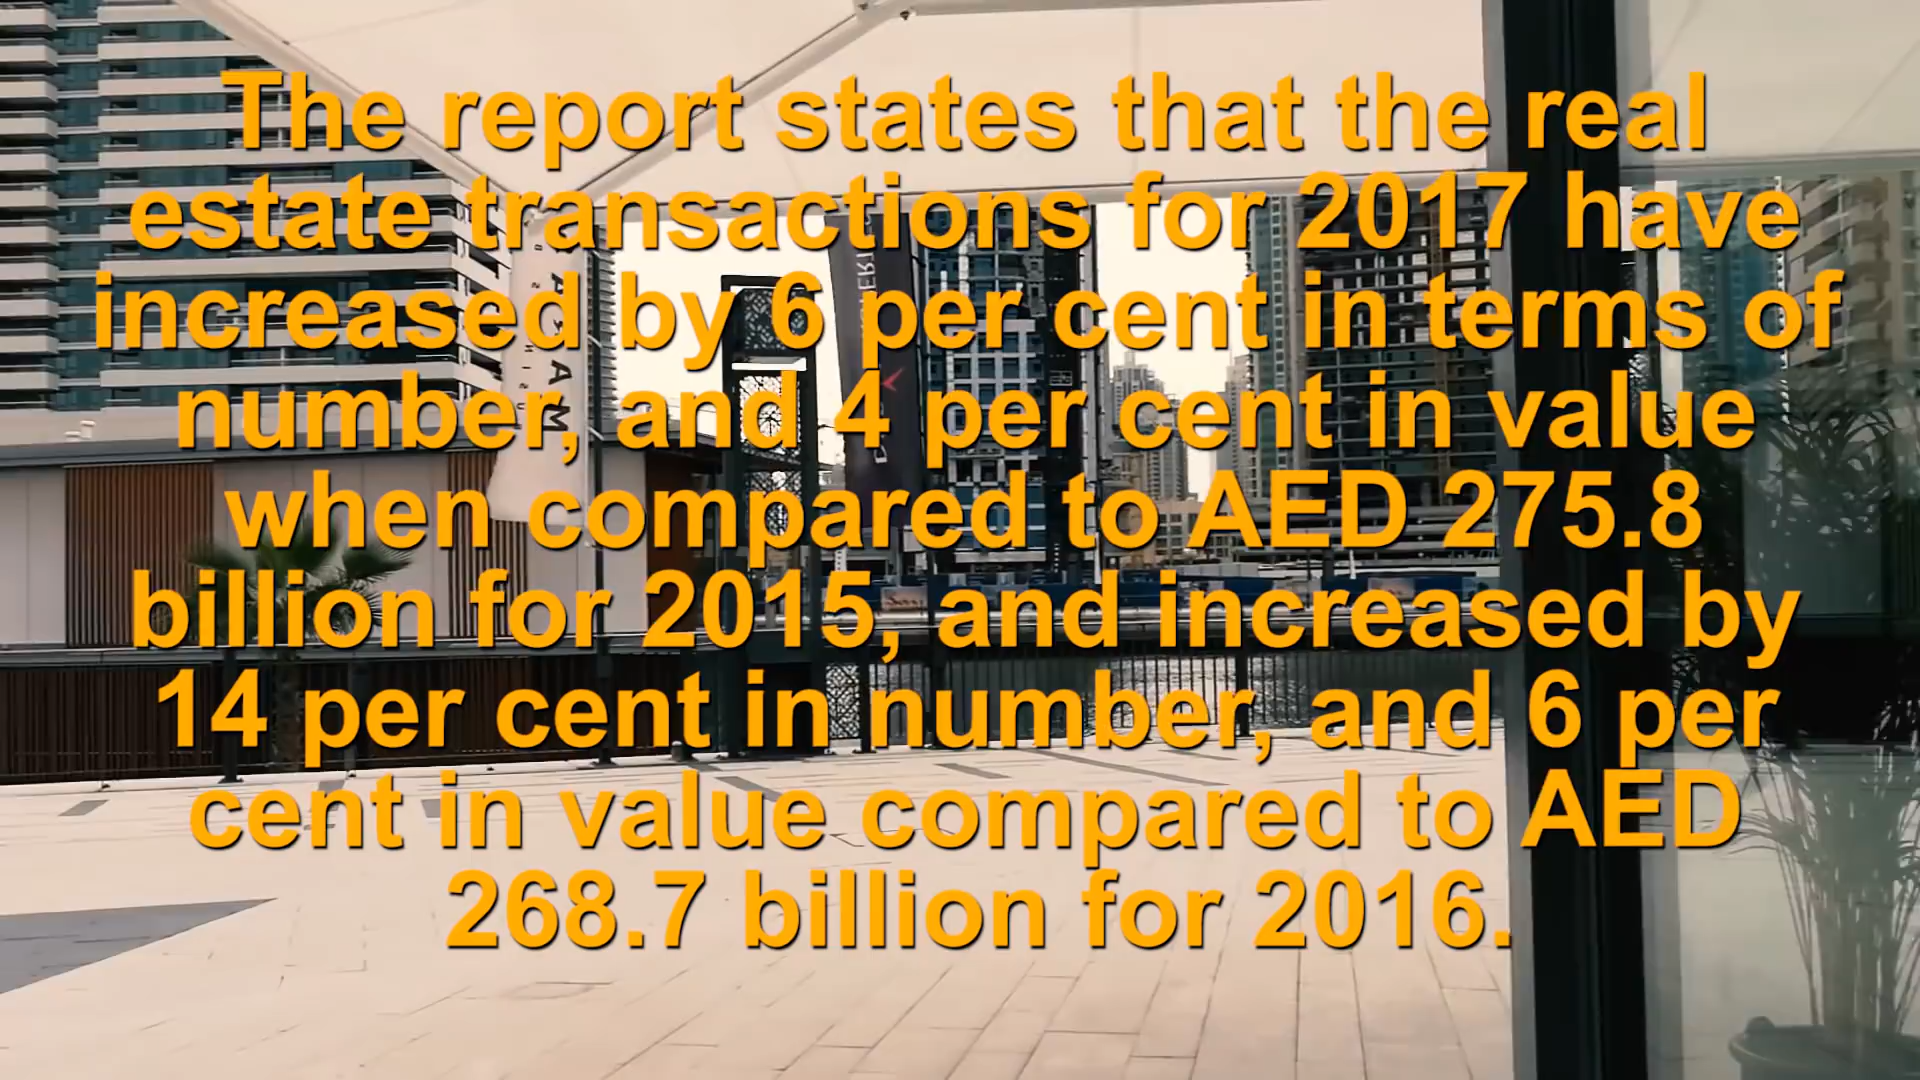 The report states that the real
estate transactions for 2017 have
increased by 6 per cent in terms of
number, and 4 per cent in value
when compared to AED 275.8
billion for 2015, and increased by
14 per cent in number, and 6 per
cent in value compared to AED
268.7 billion for 2016.